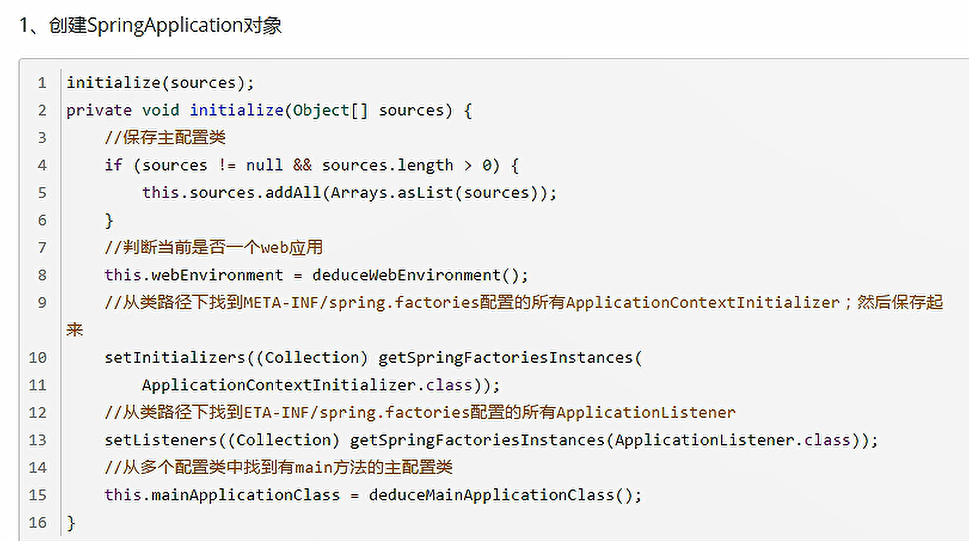 1、创建SpringApplication对象
1 initialize(sources);
2 private void initialize(Object[] sources) {
3     //保存主配置类
4     if (sources != null && sources.length > 0) {
5         this.sources.addAll(Arrays.asList(sources));
6     }
7     //判断当前是否一个web应用
8     this.webEnvironment = deduceWebEnvironment();
9     //从类路径下找到META-INF/spring.factories配置的所有ApplicationContextInitializer；然后保存起
来
10     setInitializers((Collection) getSpringFactoriesInstances(
11         ApplicationContextInitializer.class));
12     //从类路径下找到ETA-INF/spring.factories配置的所有ApplicationListener
13     setListeners((Collection) getSpringFactoriesInstances(ApplicationListener.class));
14     //从多个配置类中找到有main方法的主配置类
15     this.mainApplicationClass = deduceMainApplicationClass();
16 }